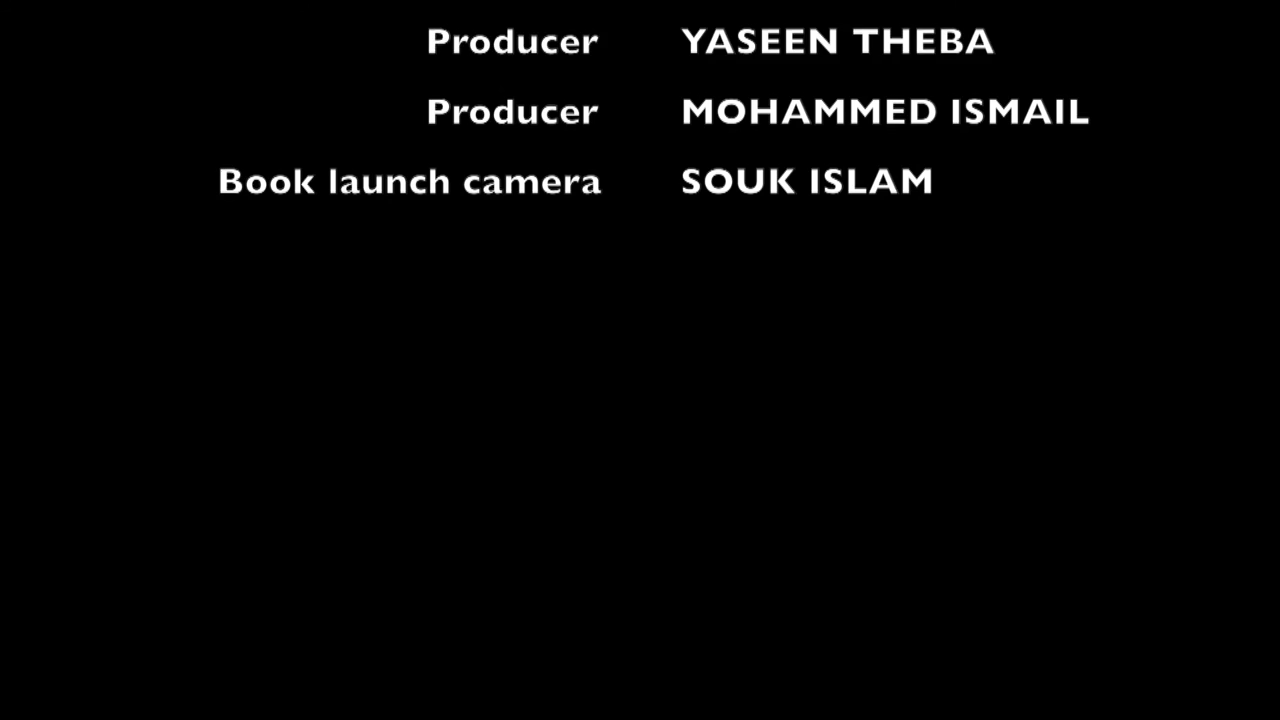 Producer YASEEN THEBA
Producer MOHAMMED ISMAIL
Book launch camera SOUK ISLAM